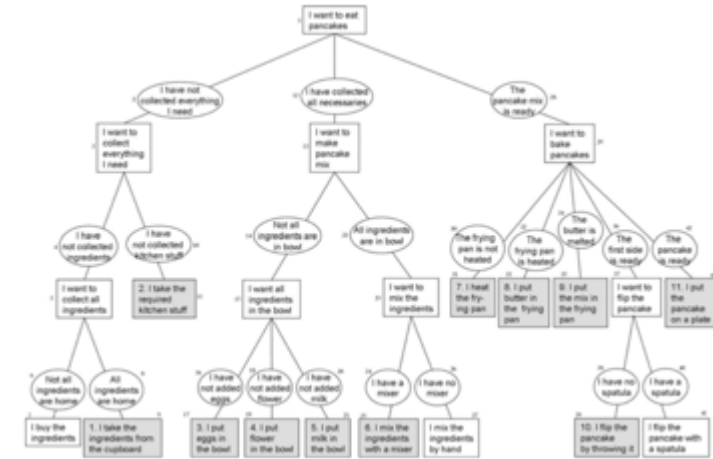 I want to eat
pancakes
I have not
collected everything
I need
I have collected
all necessaries
The
pancake mix
is ready
I want to
collect
everything
I need
I want to
make
pancake
mix
I want to
bake
pancakes
I have
not collected
ingredients
I have
not collected
kitchen stuff
Not all
ingredients are
in bowl
All ingredients
are in bowl
The frying
pan is not
heated
The
frying pan
is heated
The
butter is
melted
The
first side
is ready
The
pancake
is ready
I want to
collect all
ingredients
2. I take the
required
kitchen stuff
I want all
ingredients
in the bowl
I want to
mix the
ingredients
7. I heat
the fry-
ing pan
8. I put
butter in
the frying
pan
9. I put
the mix in
the frying
pan
I want to
flip the
pancake
11. I put
the
pancake
on a plate
Not all
ingredients
are home
All
ingredients
are home
I have
not added
eggs
I have
not added
flower
I have
not added
milk
I have a
mixer
I have no
mixer
I have no
spatula
I have a
spatula
I buy the
ingredients
1. I take the
ingredients from
the cupboard
3. I put
eggs in
the bowl
4. I put
flower
in the bowl
5. I put
milk in
the bowl
6. I mix the
ingredients
with a mixer
I mix the
ingredients
by hand
10. I flip the
pancake
by throwing it
I flip the
pancake with
a spatula